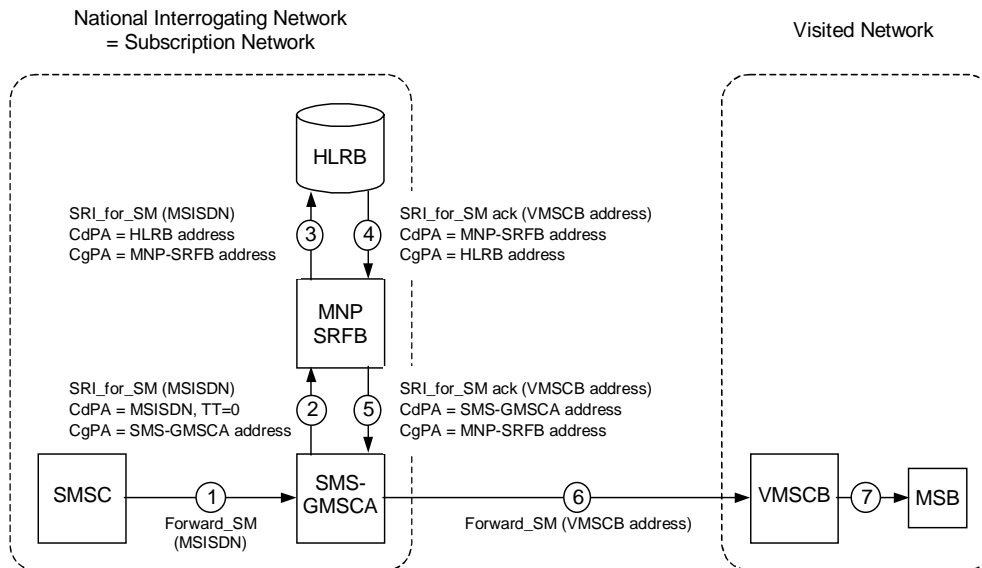 National Interrogating Network
= Subscription Network
Visited Network
HLRB
SRI_for_SM (MSISDN)
CdPA = HLRB address
CgPA = MNP-SRFB address
3
4
SRI_for_SM ack (VMSCB address)
CdPA = MNP-SRFB address
CgPA = HLRB address
MNP
SRFB
SRI_for_SM (MSISDN)
CdPA = MSISDN, TT=0
CgPA = SMS-GMSCA address
2
5
SRI_for_SM ack (VMSCB address)
CdPA = SMS-GMSCA address
CgPA = MNP-SRFB address
SMSC
1
Forward_SM
(MSISDN)
SMS-
GMSCA
6
Forward_SM (VMSCB address)
VMSCB
7
MSB